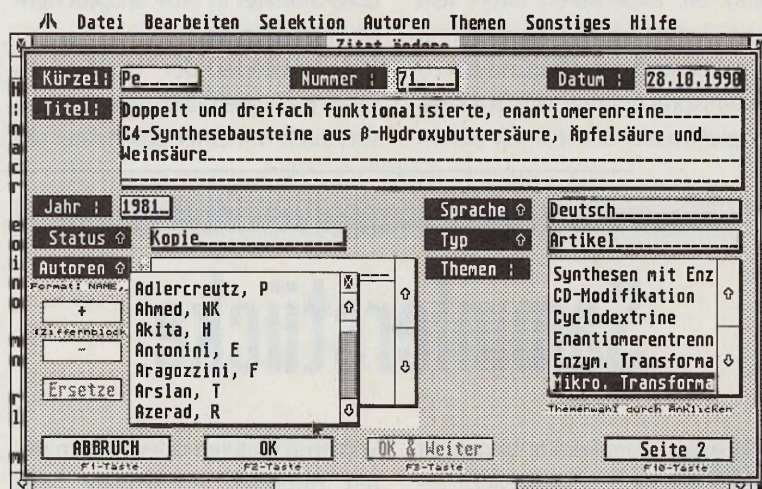 Datei Bearbeiten Selektion Autoren Themen Sonstiges Hilfe
Zitat ändern
Kürzel: Pe
Nummer : 71
Datum : 28.10.1990
Titel: Doppelt und dreifach funktionalisierte, enantiomerenreine
C4-Synthesebausteine aus β-Hydroxybuttersäure, Äpfelsäure und
Weinsäure
Jahr : 1981
Sprache ⇧ Deutsch
Status ⇧ Kopie
Typ ⇧ Artikel
Autoren ⇧
Themen :
Format: NAME,
+
(Ziffernblock
-
Ersetze
Adlercreutz, P
Ahmed, NK
Akita, H
Antonini, E
Aragozzini, F
Arslan, T
Azerad, R
Synthesen mit Enz
CD-Modifikation
Cyclodextrine
Enantiomerentrenn
Enzym. Transforma
Mikro. Transforma
Themenwahl durch Anklicken
ABBRUCH
F1-Taste
OK
F2-Taste
OK & Weiter
F3-Taste
Seite 2
F10-Taste